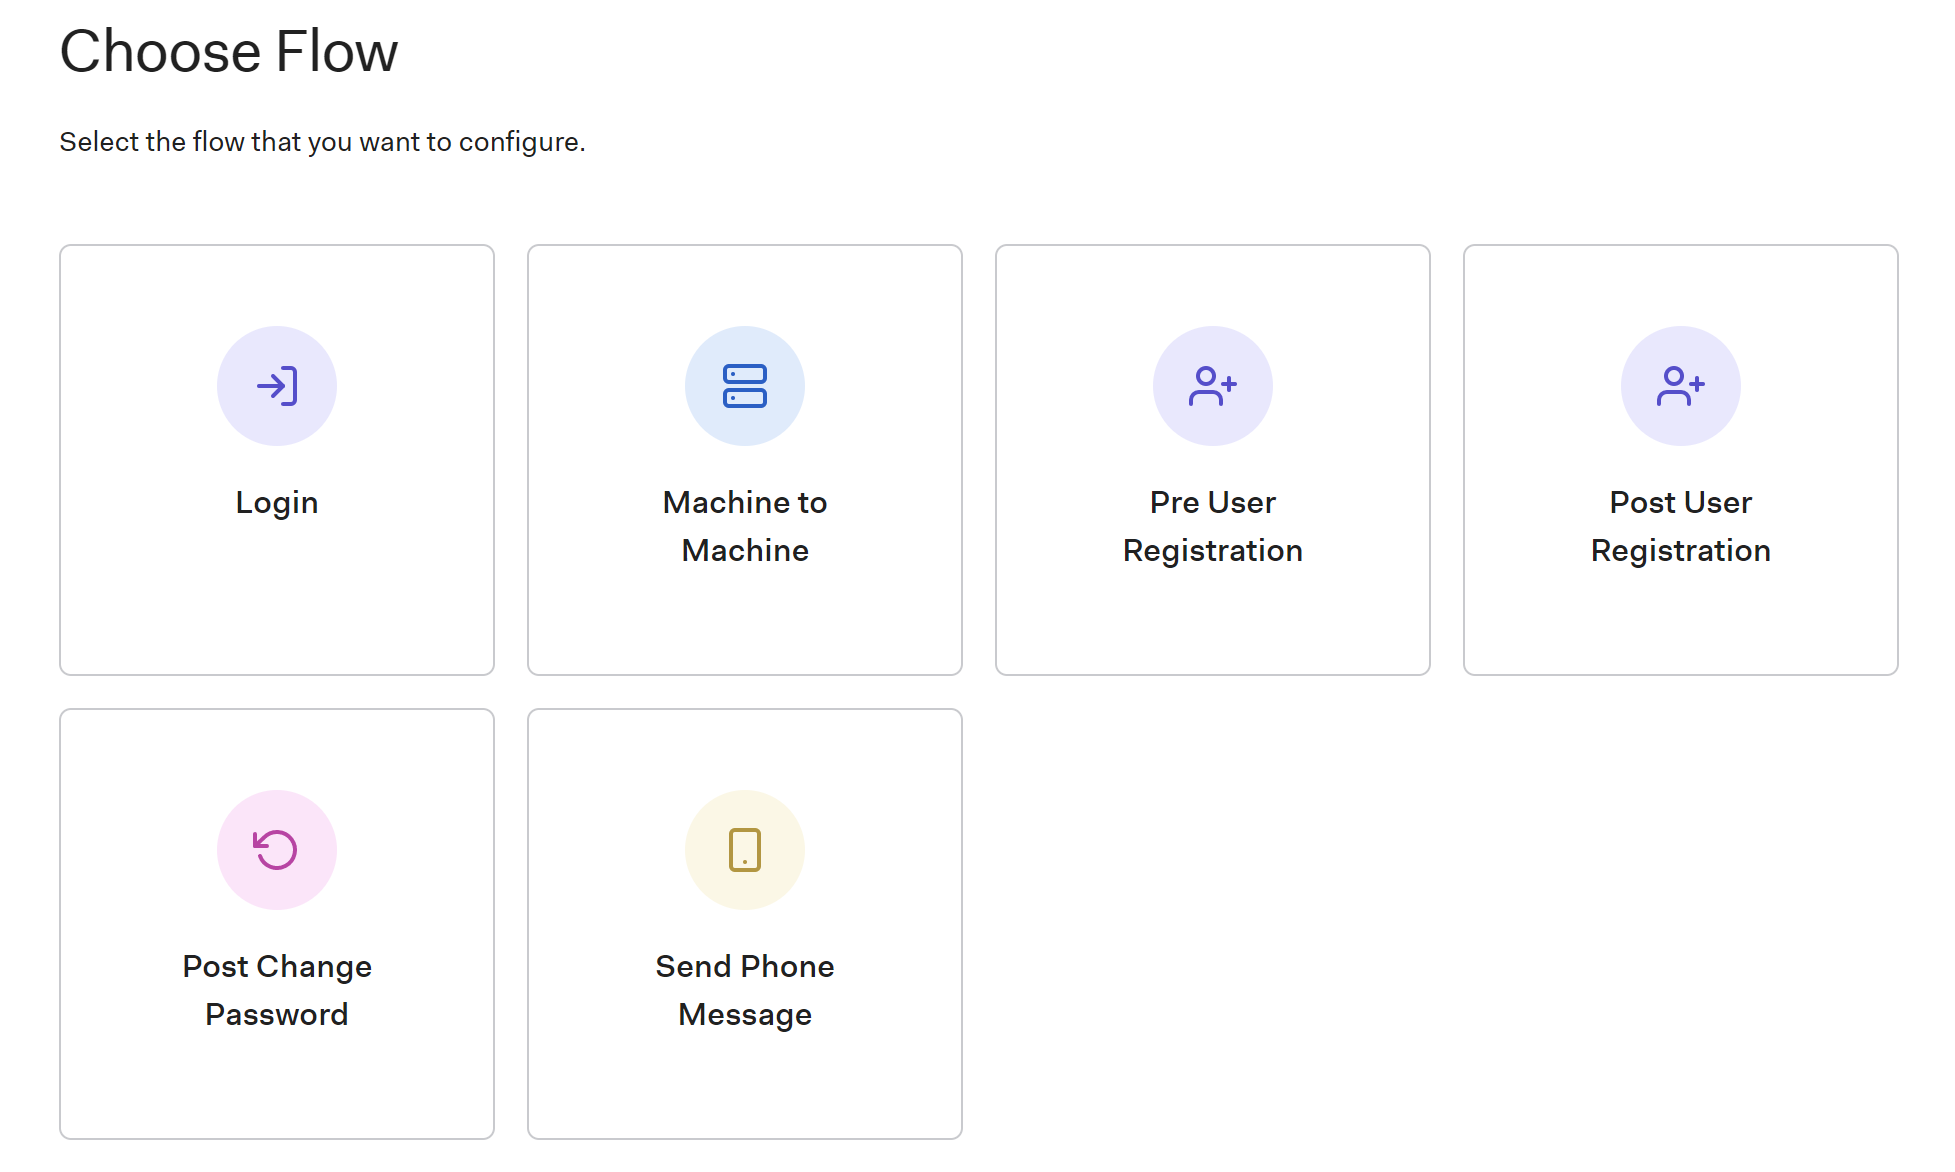 Choose Flow
Select the flow that you want to configure.
Login
Machine to
Machine
Pre User
Registration
Post User
Registration
Post Change
Password
Send Phone
Message